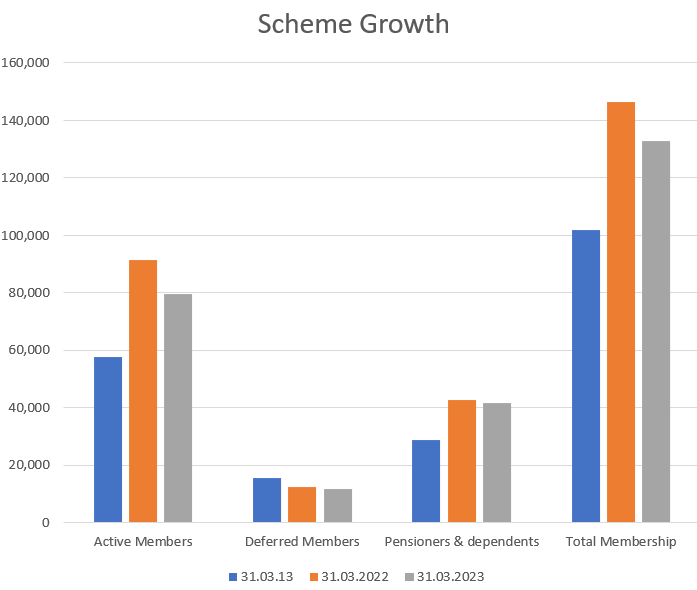 Scheme Growth
160,000
140,000
120,000
100,000
80,000
60,000
40,000
20,000
0
Active Members
Deferred Members
Pensioners & dependents
Total Membership
31.03.13
31.03.2022
31.03.2023